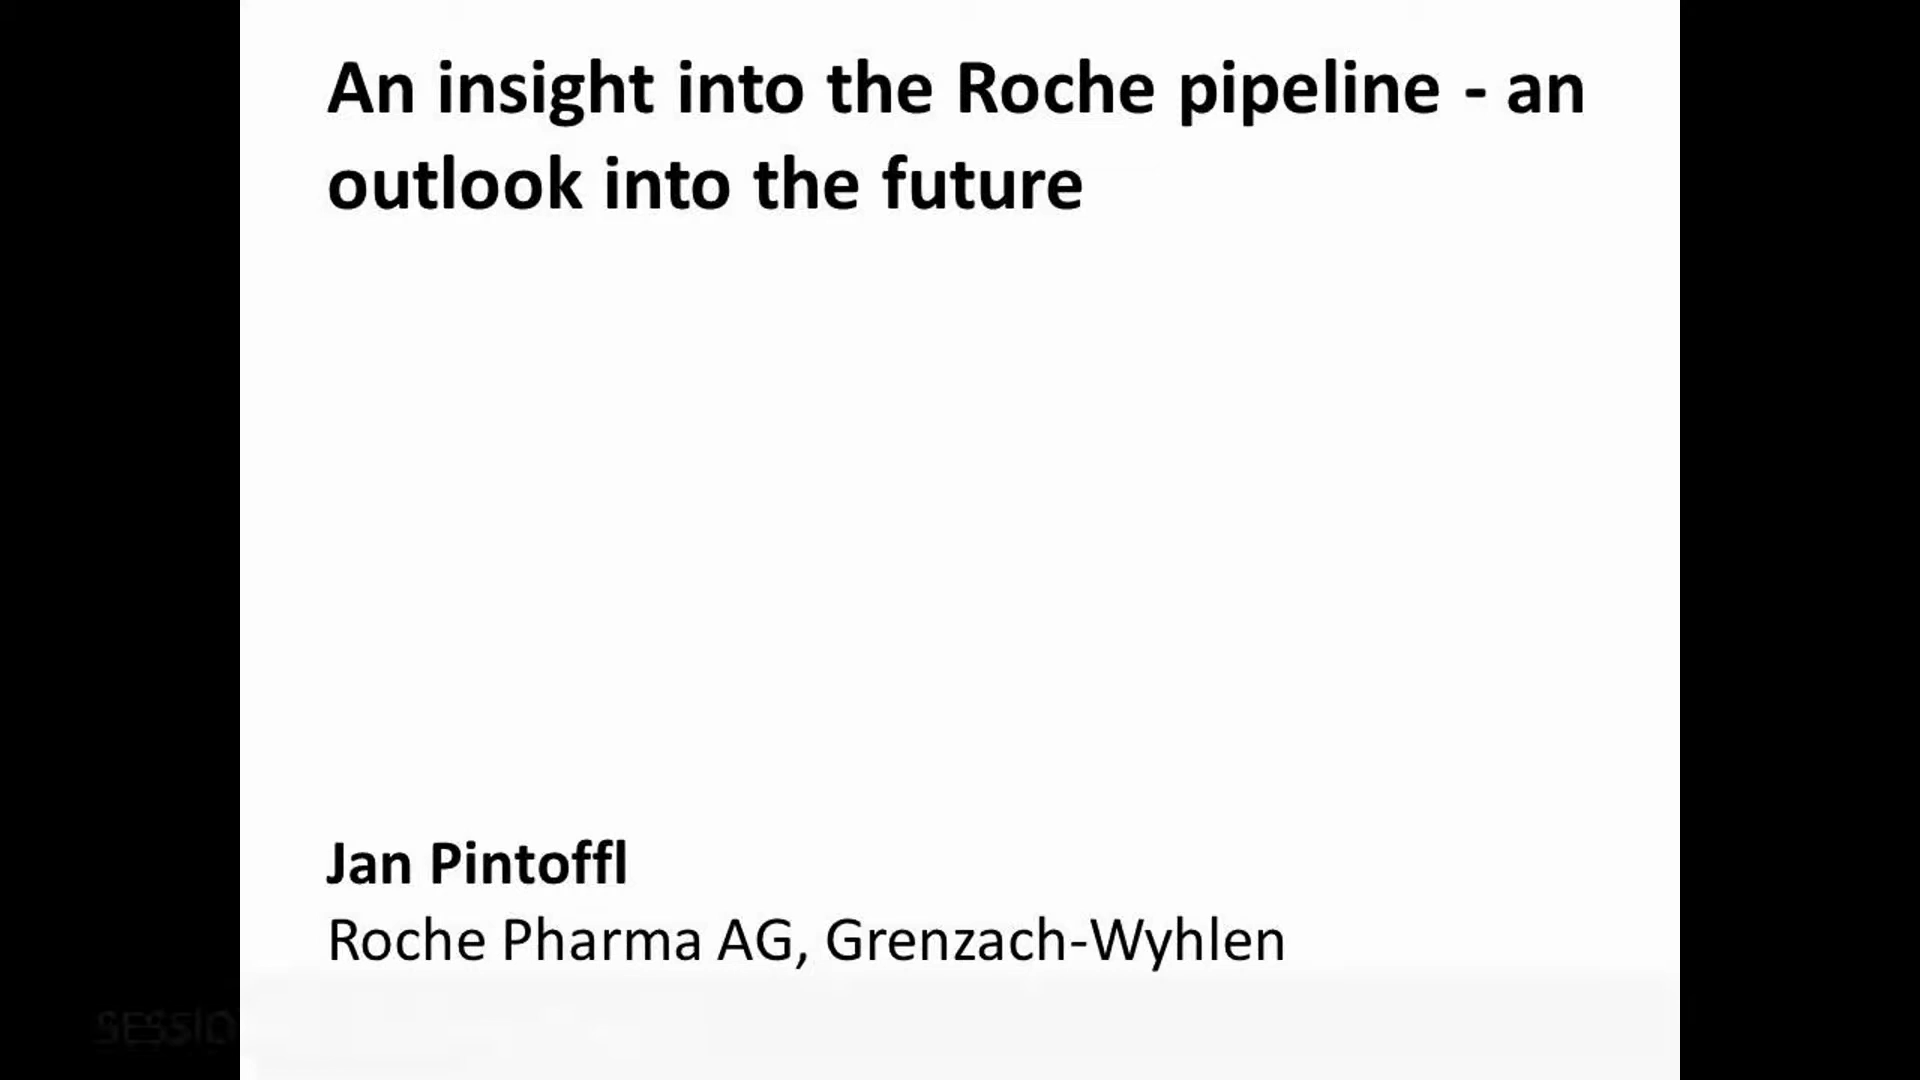 An insight into the Roche pipeline - an
outlook into the future
Jan Pintoffl
Roche Pharma AG, Grenzach-Wyhlen